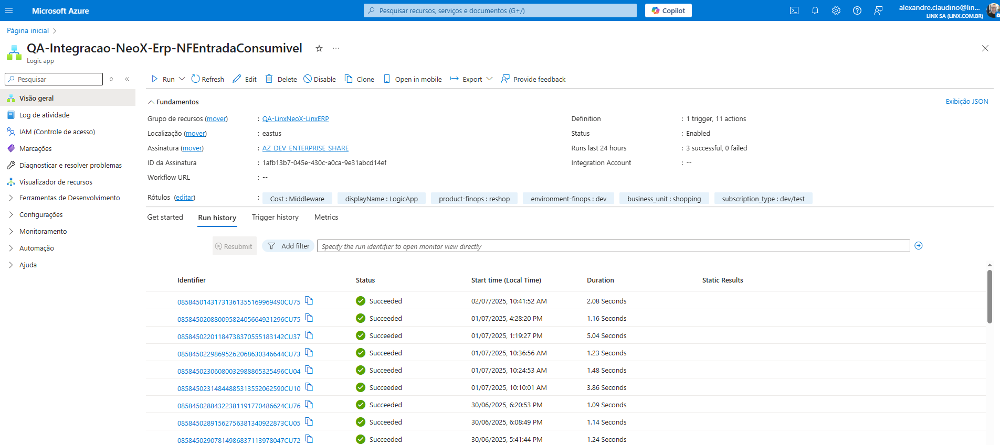 Microsoft Azure
Pesquisar recursos, serviços e documentos (G+/)
Copilot
alexandre.claudino@lin...
LINX SA (LINX.COM.BR)
Página inicial
QA-Integracao-NeoX-Erp-NFEntradaConsumivel
Logic app
Pesquisar
Run Refresh Edit Delete Disable Clone Open in mobile Export Provide feedback
Visão geral
Log de atividade
IAM (Controle de acesso)
Marcações
Diagnosticar e resolver problemas
Visualizador de recursos
Ferramentas de Desenvolvimento
Configurações
Monitoramento
Automação
Ajuda
Fundamentos
Exibição JSON
Grupo de recursos (mover) : QA-LinxNeoX-LinxERP
Localização (mover) : eastus
Assinatura (mover) : AZ_DEV_ENTERPRISE_SHARE
ID da Assinatura : 1afb13b7-045e-430c-a0ca-9e31abcd14ef
Workflow URL : --
Definition : 1 trigger, 11 actions
Status : Enabled
Runs last 24 hours : 3 successful, 0 failed
Integration Account : --
Rótulos (editar) : Cost : Middleware displayName : LogicApp product-finops : reshop environment-finops : dev business_unit : shopping subscription_type : dev/test
Get started Run history Trigger history Metrics
Resubmit Add filter Specify the run identifier to open monitor view directly
Identifier Status Start time (Local Time) Duration Static Results
08584501431731361355169969490CU75 Succeeded 02/07/2025, 10:41:52 AM 2.08 Seconds
08584502088009582405664921296CU75 Succeeded 01/07/2025, 4:28:20 PM 1.16 Seconds
08584502201184738370555183142CU37 Succeeded 01/07/2025, 1:19:27 PM 5.04 Seconds
08584502298695262068630346644CU73 Succeeded 01/07/2025, 10:36:56 AM 1.23 Seconds
08584502306080032988865325496CU04 Succeeded 01/07/2025, 10:24:53 AM 1.48 Seconds
08584502314844885313552062590CU10 Succeeded 01/07/2025, 10:10:01 AM 3.86 Seconds
08584502884322381191770486624CU76 Succeeded 30/06/2025, 6:20:53 PM 1.09 Seconds
08584502891562756381340922873CU05 Succeeded 30/06/2025, 6:08:49 PM 1.14 Seconds
08584502907814986837113978047CU72 Succeeded 30/06/2025, 5:41:44 PM 1.24 Seconds